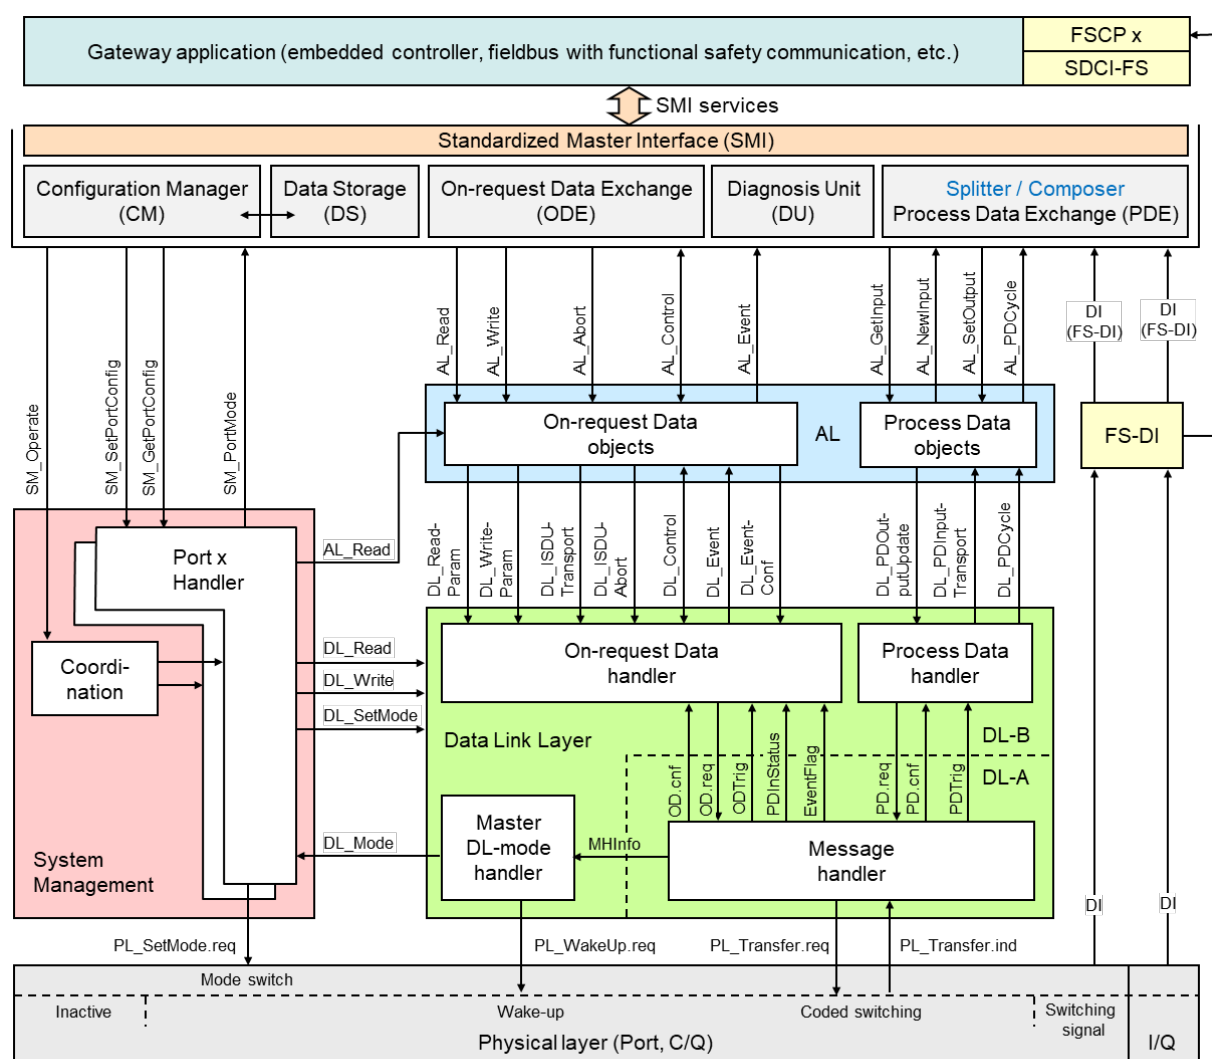 Gateway application (embedded controller, fieldbus with functional safety communication, etc.)
FSCP x
SDCI-FS
SMI services
Standardized Master Interface (SMI)
Configuration Manager
(CM)
Data Storage
(DS)
On-request Data Exchange
(ODE)
Diagnosis Unit
(DU)
Splitter / Composer
Process Data Exchange (PDE)
SM_Operate
SM_SetPortConfig
SM_GetPortConfig
SM_PortMode
AL_Read
AL_Write
AL_Abort
AL_Control
AL_Event
AL_GetInput
AL_NewInput
AL_SetOutput
AL_PDCycle
DI
(FS-DI)
DI
(FS-DI)
On-request Data
objects
AL
Process Data
objects
FS-DI
Port x
Handler
AL_Read
DL_Read-
Param
DL_Write-
Param
DL_ISDU-
Transport
DL_ISDU-
Abort
DL_Control
DL_Event
DL_Event-
Conf
DL_PDOut-
putUpdate
DL_PDInput-
Transport
DL_PDCycle
Coordi-
nation
DL_Read
DL_Write
DL_SetMode
On-request Data
handler
Process Data
handler
Data Link Layer
DL-B
DL-A
OD.cnf
OD.req
ODTrig
PDInStatus
EventFlag
PD.req
PD.cnf
PDTrig
Master
DL-mode
handler
DL_Mode
MHInfo
Message
handler
System
Management
DI
DI
PL_SetMode.req
PL_WakeUp.req
PL_Transfer.req
PL_Transfer.ind
Mode switch
Inactive
Wake-up
Coded switching
Switching
signal
Physical layer (Port, C/Q)
I/Q